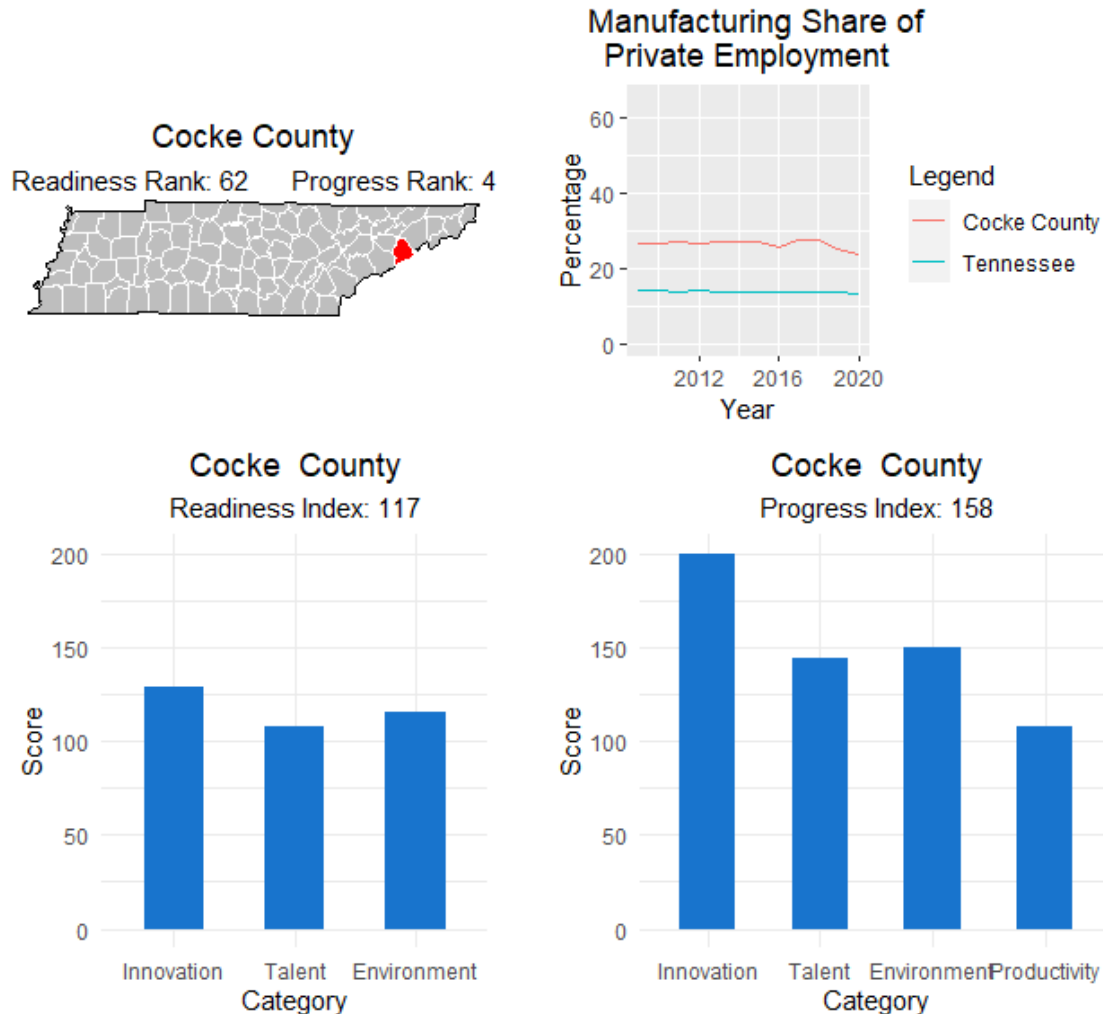 Cocke County
Readiness Rank: 62 Progress Rank: 4
Manufacturing Share of
Private Employment
60
40
20
0
Percentage
2012 2016 2020
Year
Legend
Cocke County
Tennessee
Cocke County
Readiness Index: 117
200
150
100
50
0
Score
Innovation Talent Environment
Category
Cocke County
Progress Index: 158
200
150
100
50
0
Score
Innovation Talent Environment Productivity
Category